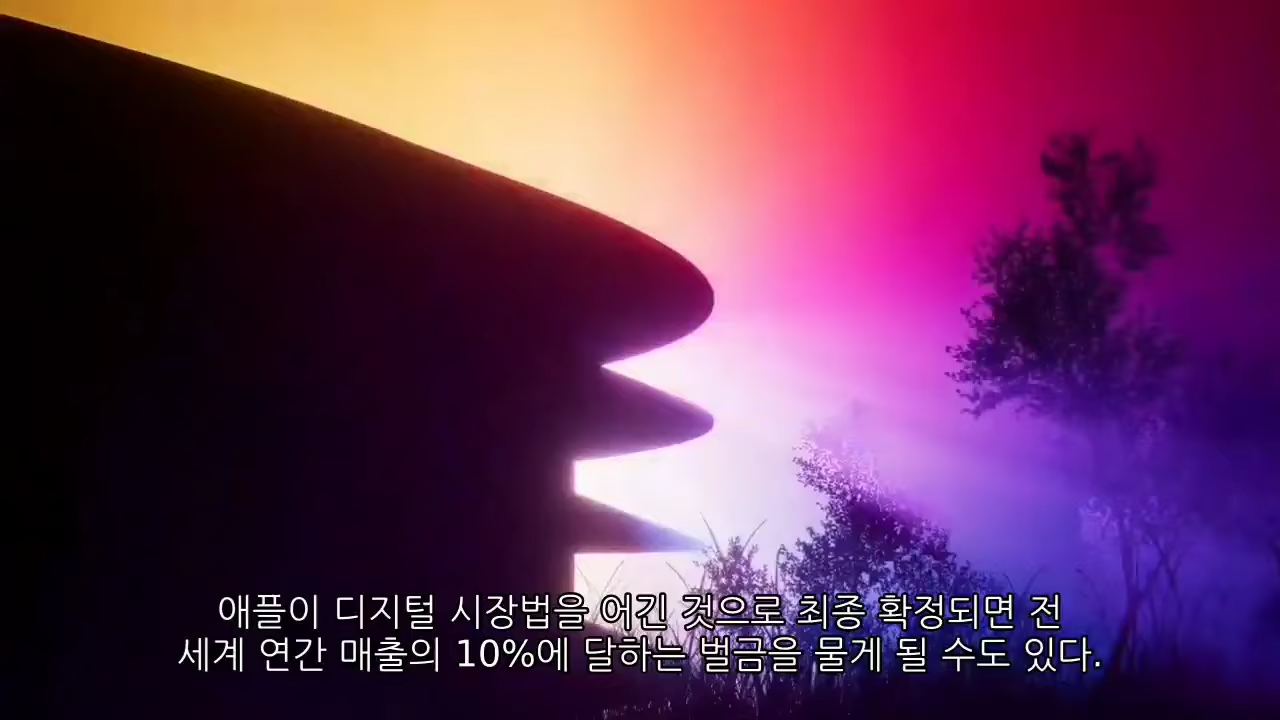 애플이 디지털 시장법을 어긴 것으로 최종 확정되면 전
세계 연간 매출의 10%에 달하는 벌금을 물게 될 수도 있다.